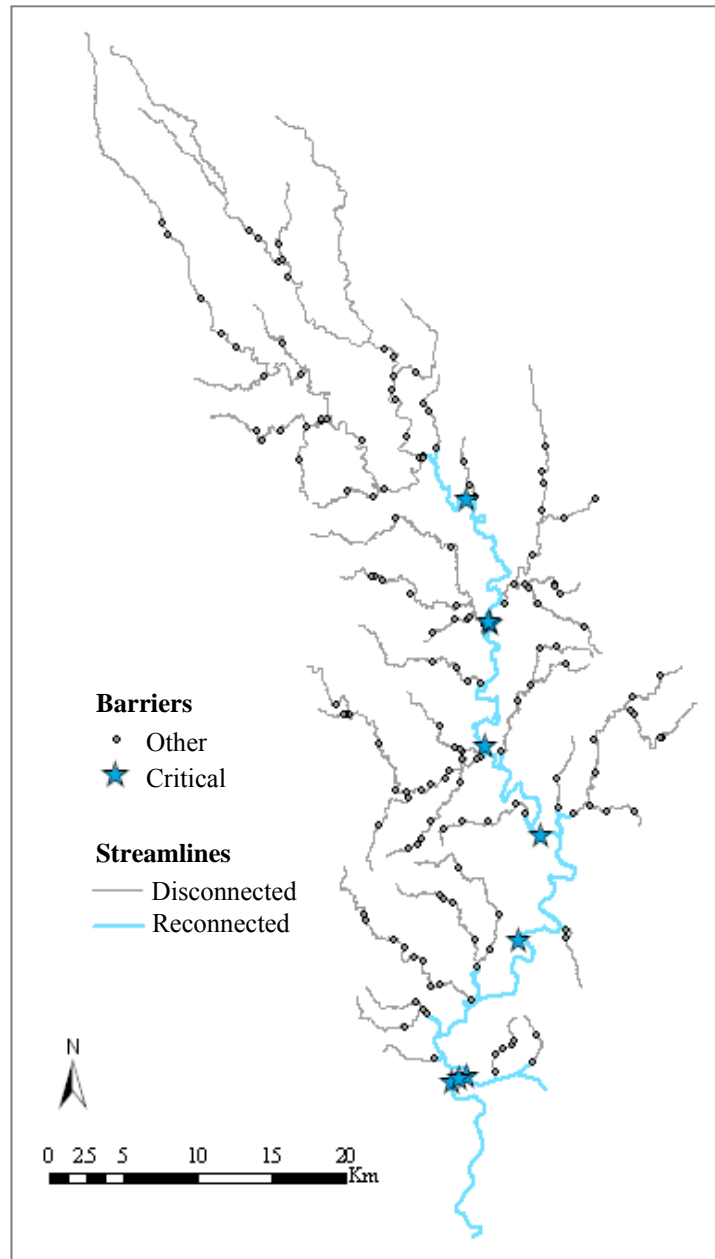 Barriers
Other
Critical
Streamlines
Disconnected
Reconnected
N
0 2.5 5 10 15 20
Km